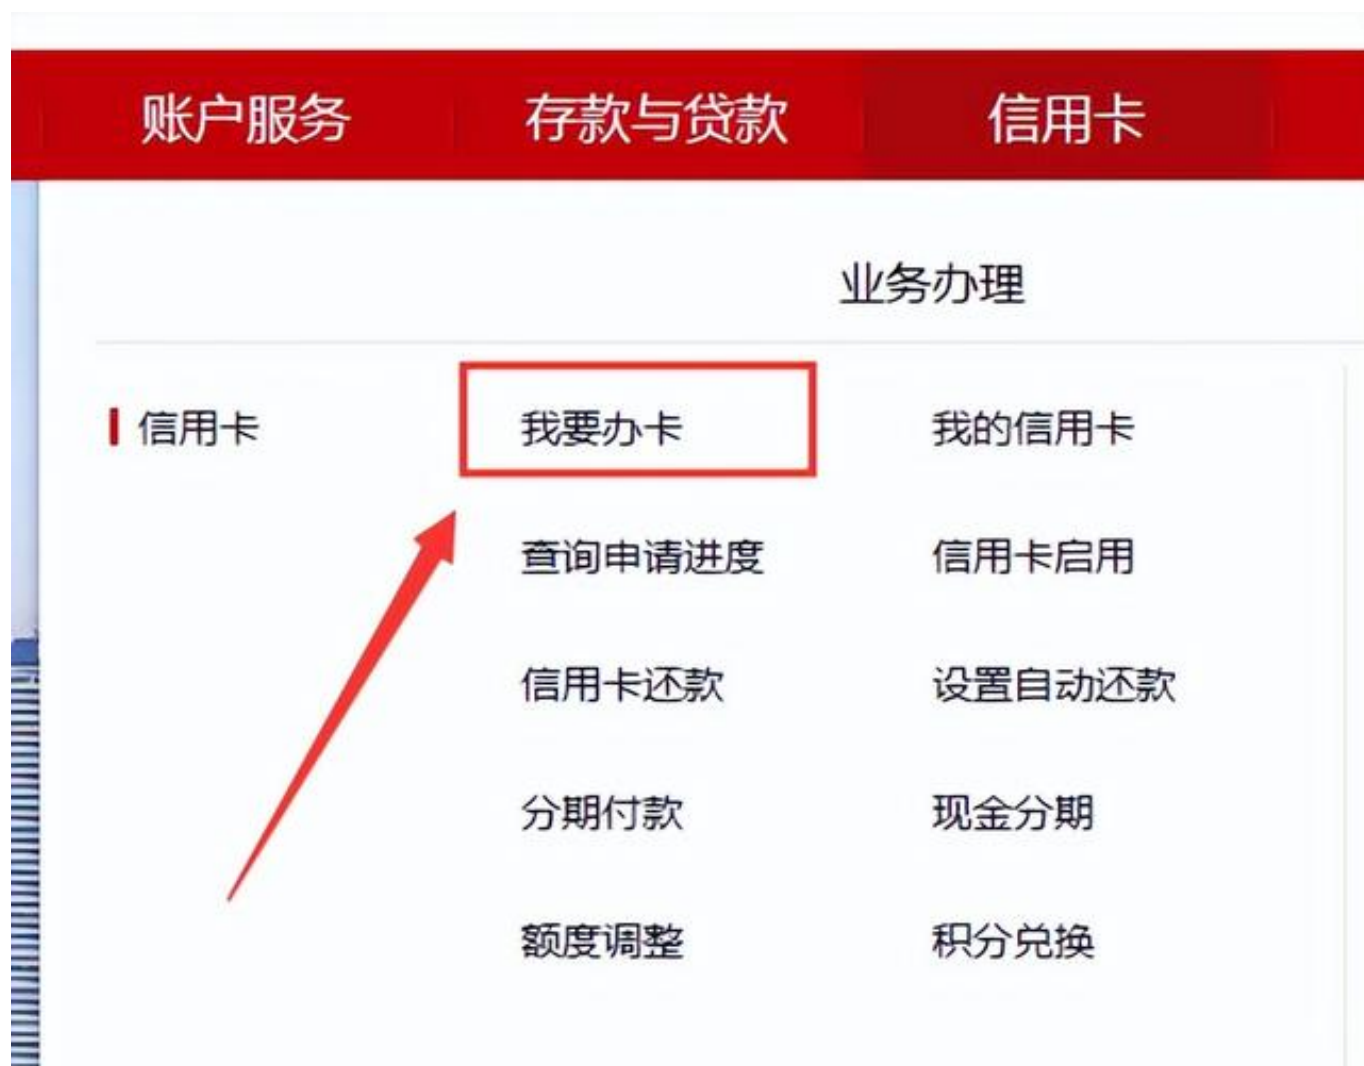 账户服务 存款与贷款 信用卡
业务办理
信用卡 我要办卡 我的信用卡
查询申请进度 信用卡启用
信用卡还款 设置自动还款
分期付款 现金分期
额度调整 积分兑换